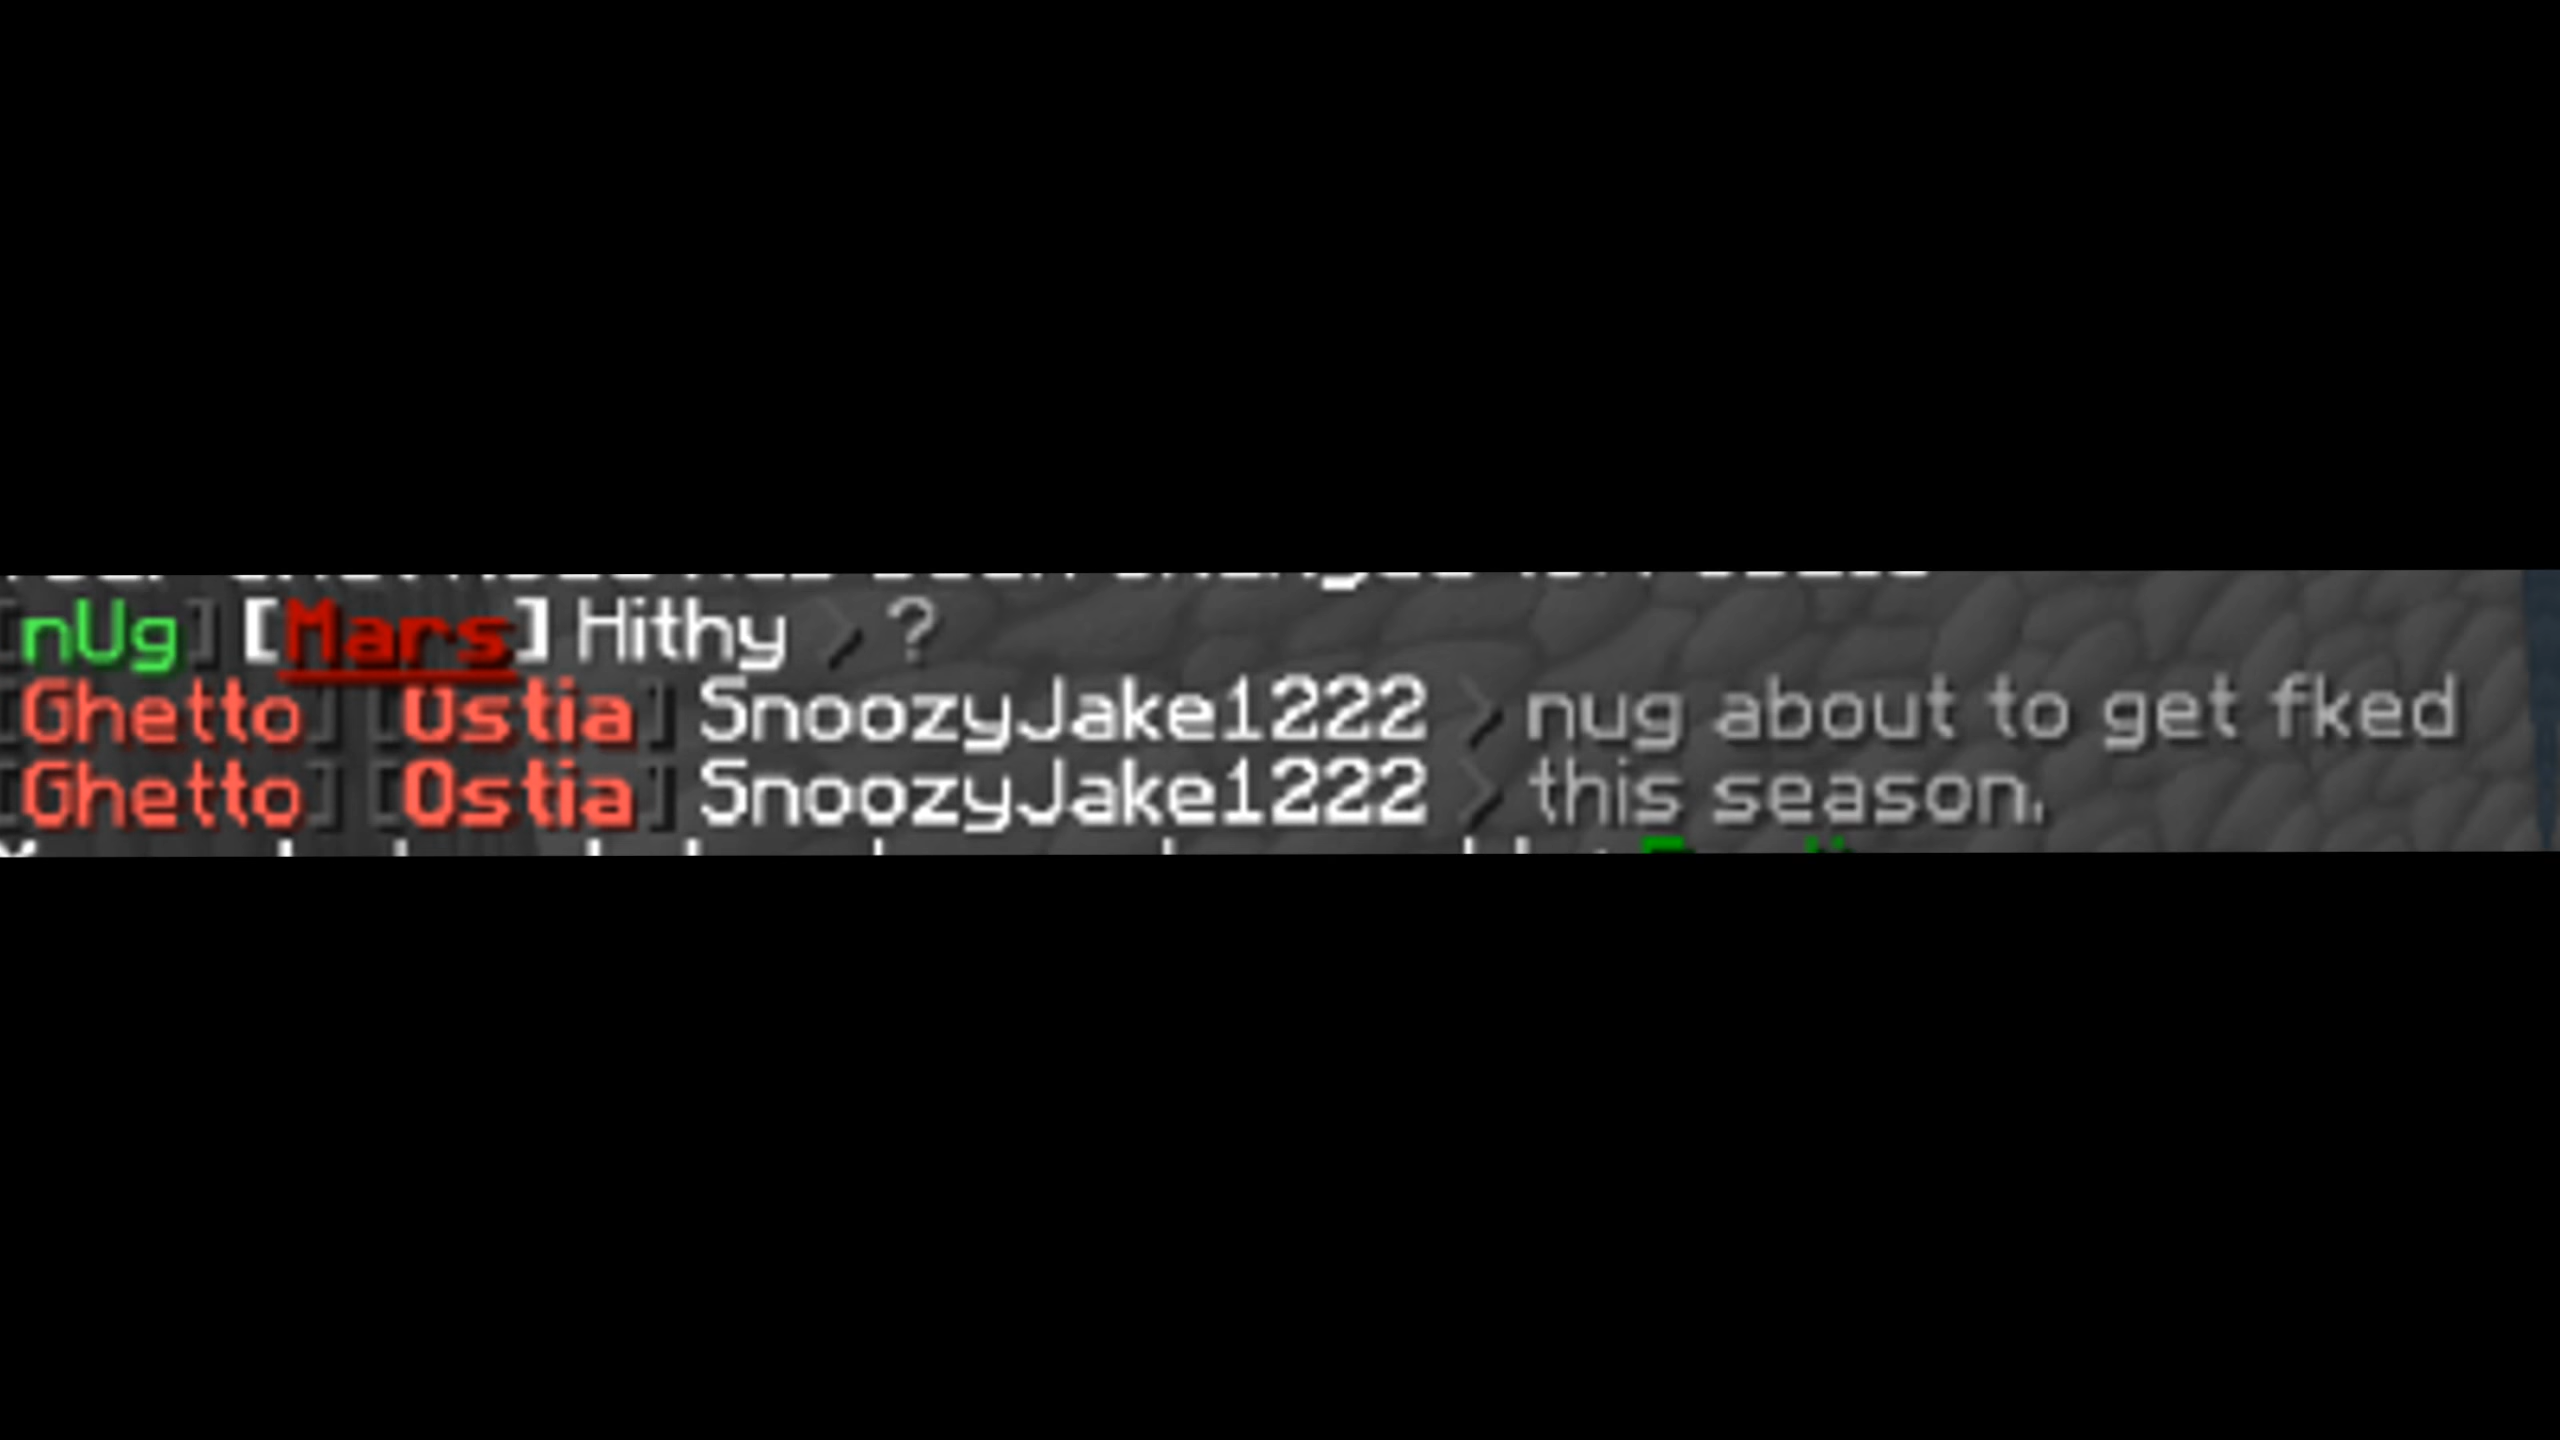 [nUg] [Mars] Hithy > ?
[Ghetto] [Ostia] SnoozyJake1222 > nug about to get fked
[Ghetto] [Ostia] SnoozyJake1222 > this season.